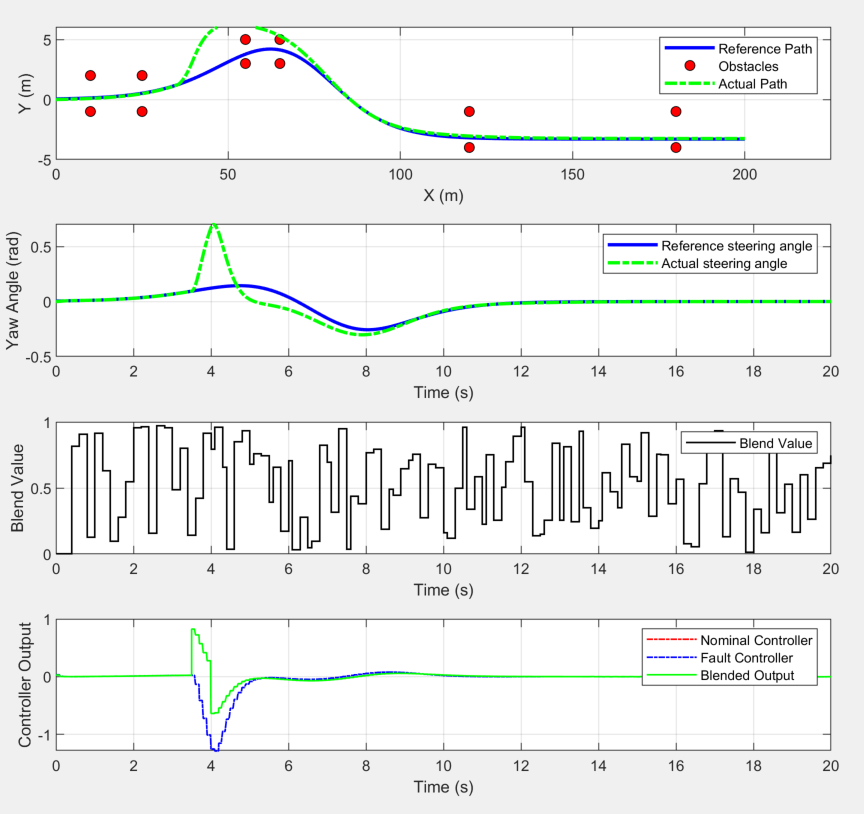 5
0
-5
Y (m)
Reference Path
Obstacles
Actual Path
0
50
100
150
200
X (m)
0.5
0
-0.5
Yaw Angle (rad)
Reference steering angle
Actual steering angle
0
2
4
6
8
10
12
14
16
18
20
Time (s)
1
0.5
0
Blend Value
Blend Value
0
2
4
6
8
10
12
14
16
18
20
Time (s)
1
0
-1
Controller Output
Nominal Controller
Fault Controller
Blended Output
0
2
4
6
8
10
12
14
16
18
20
Time (s)